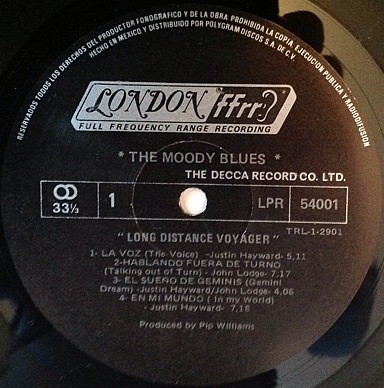 RESERVADOS TODOS LOS DERECHOS DEL PRODUCTOR FONOGRAFICO Y DE LA OBRA PROHIBIDA LA COPIA, EJECUCION PUBLICA Y RADIODIFUSION
HECHO EN MEXICO Y DISTRIBUIDO POR POLYGRAM DISCOS S.A. DE C.V.
LONDON ffrr
FULL FREQUENCY RANGE RECORDING
* THE MOODY BLUES *
THE DECCA RECORD CO. LTD.
33⅓ 1 LPR 54001
TRL-1-2901
"LONG DISTANCE VOYAGER"
1- LA VOZ (The Voice) -Justin Hayward- 5,11
2-HABLANDO FUERA DE TURNO
(Talking out of Turn) - John Lodge- 7,17
3- EL SUEÑO DE GEMINIS (Gemini
Dream) -Justin Hayward/John Lodge- 4.06
4- EN MI MUNDO ( In my World)
- Justin Hayward- 7,18
Produced by Pip Williams